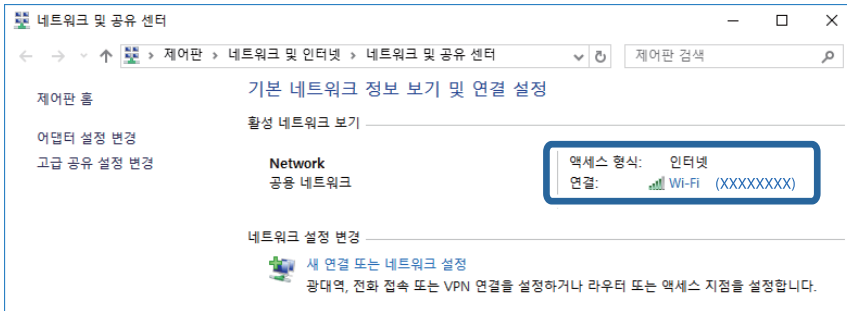 네트워크 및 공유 센터
제어판 > 네트워크 및 인터넷 > 네트워크 및 공유 센터
제어판 검색
제어판 홈
어댑터 설정 변경
고급 공유 설정 변경
기본 네트워크 정보 보기 및 연결 설정
활성 네트워크 보기
Network
공용 네트워크
액세스 형식: 인터넷
연결: Wi-Fi (XXXXXXXX)
네트워크 설정 변경
새 연결 또는 네트워크 설정
광대역, 전화 접속 또는 VPN 연결을 설정하거나 라우터 또는 액세스 지점을 설정합니다.